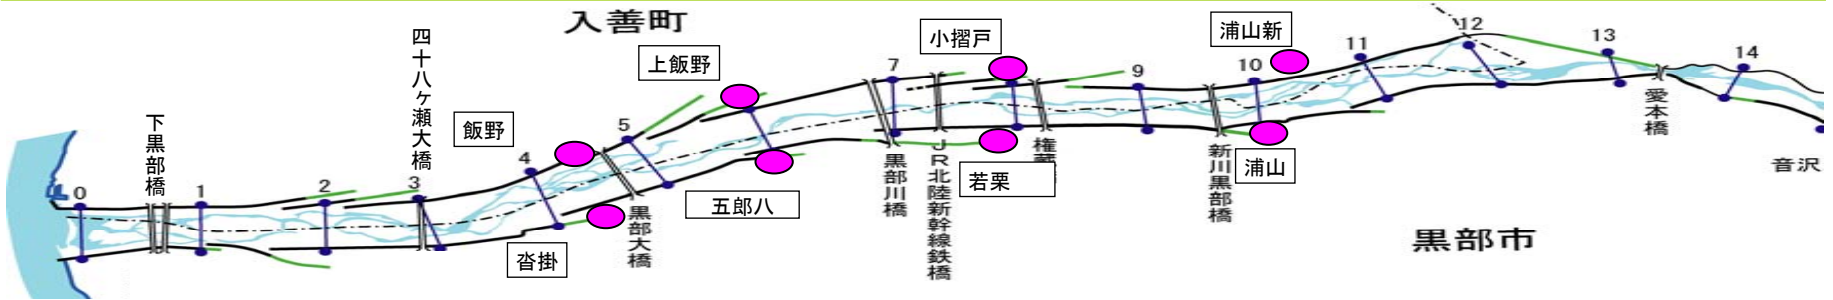 入善町
四十八ヶ瀬大橋
下黒部橋
飯野
上飯野
小摺戸
浦山新
0
1
2
3
4
5
7
9
10
11
12
13
14
沓掛
黒部大橋
五郎八
黒部川橋
JR北陸新幹線鉄橋
若栗
新川黒部橋
浦山
愛本橋
音沢
黒部市